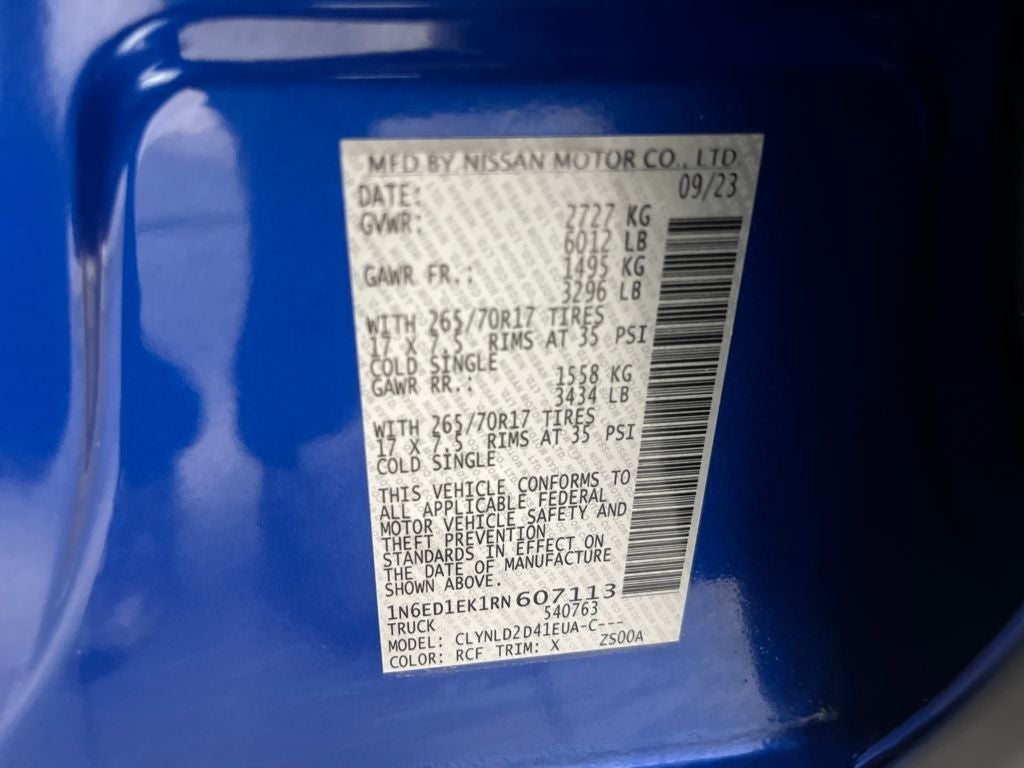 MFD BY NISSAN MOTOR CO., LTD.
DATE: 09/23
GVWR: 2727 KG
6012 LB
GAWR FR.: 1495 KG
3296 LB
WITH 265/70R17 TIRES
17 X 7.5 RIMS AT 35 PSI
COLD SINGLE
GAWR RR.: 1558 KG
3434 LB
WITH 265/70R17 TIRES
17 X 7.5 RIMS AT 35 PSI
COLD SINGLE
THIS VEHICLE CONFORMS TO
ALL APPLICABLE FEDERAL
MOTOR VEHICLE SAFETY AND
THEFT PREVENTION
STANDARDS IN EFFECT ON
THE DATE OF MANUFACTURE
SHOWN ABOVE.
1N6ED1EK1RN607113
TRUCK 540763
MODEL: CLYNLD2D41EUA-C---
COLOR: RCF TRIM: X ZS00A